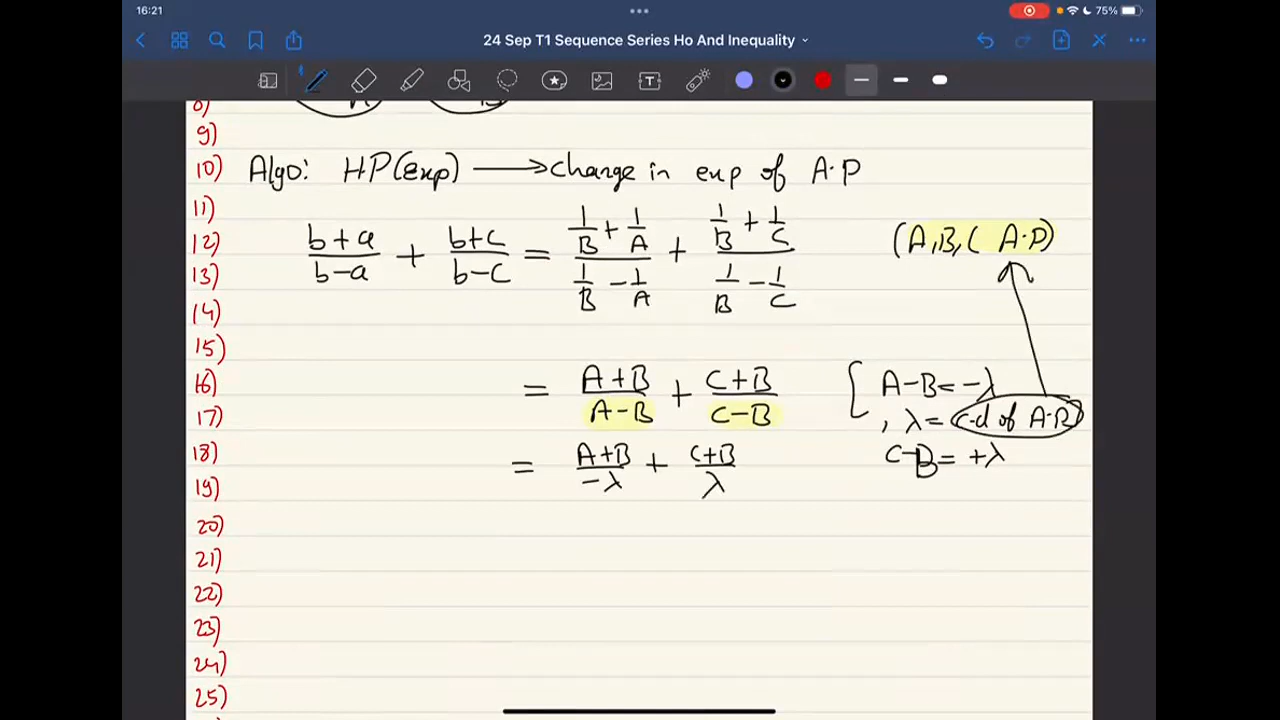 16:21
75%
24 Sep T1 Sequence Series Ho And Inequality
8)
9)
10) Algo: H.P(Exp) ⟶ change in exp of A.P
11)
12) (b+a)/(b-a) + (b+c)/(b-c) = (1/B + 1/A)/(1/B - 1/A) + (1/B + 1/C)/(1/B - 1/C) (A,B,C A.P)
13)
14)
15)
16) = (A+B)/(A-B) + (C+B)/(C-B) [ A-B = -λ
17) , λ = c.d of A.P.
18) = (A+B)/(-λ) + (C+B)/λ C-B = +λ
19)
20)
21)
22)
23)
24)
25)